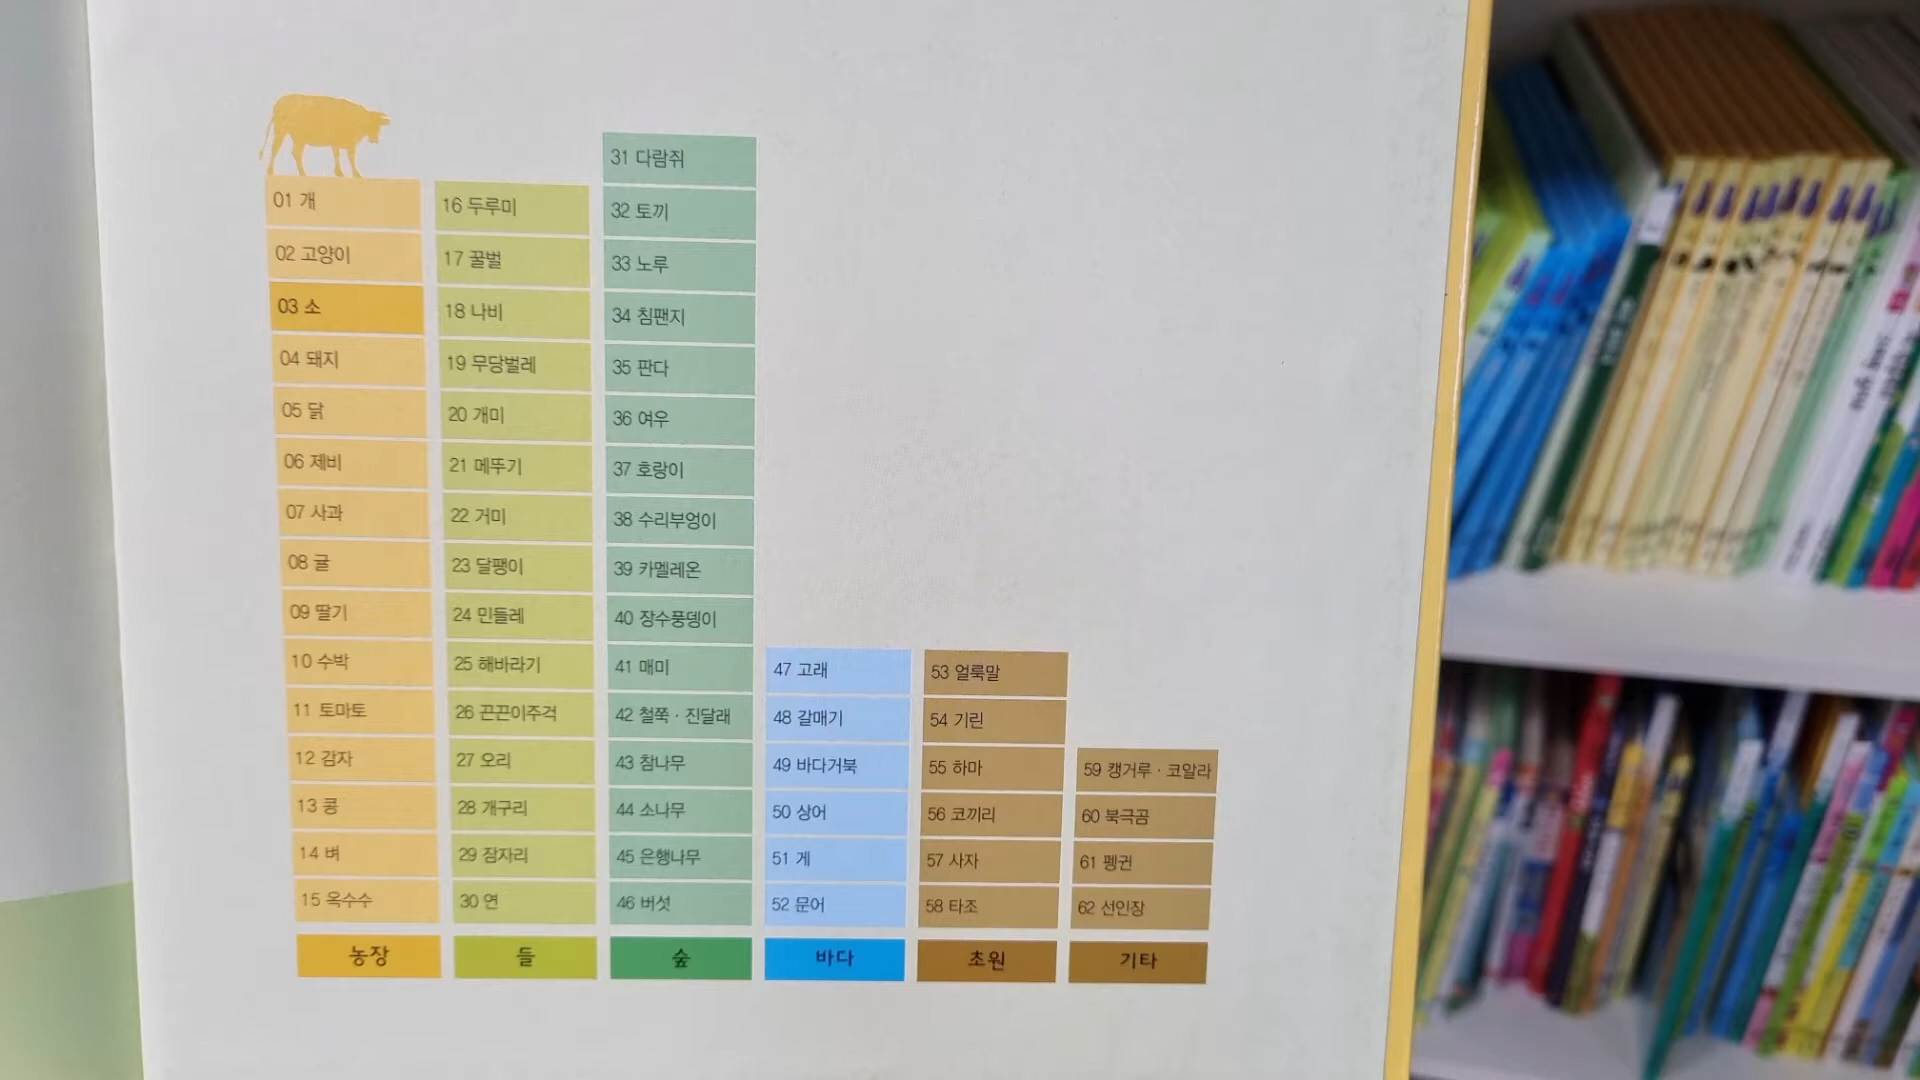 01 개
02 고양이
03 소
04 돼지
05 닭
06 제비
07 사과
08 귤
09 딸기
10 수박
11 토마토
12 감자
13 콩
14 벼
15 옥수수
농장
16 두루미
17 꿀벌
18 나비
19 무당벌레
20 개미
21 메뚜기
22 거미
23 달팽이
24 민들레
25 해바라기
26 끈끈이주걱
27 오리
28 개구리
29 잠자리
30 연
들
31 다람쥐
32 토끼
33 노루
34 침팬지
35 판다
36 여우
37 호랑이
38 수리부엉이
39 카멜레온
40 장수풍뎅이
41 매미
42 철쭉 · 진달래
43 참나무
44 소나무
45 은행나무
46 버섯
숲
47 고래
48 갈매기
49 바다거북
50 상어
51 게
52 문어
바다
53 얼룩말
54 기린
55 하마
56 코끼리
57 사자
58 타조
초원
59 캥거루 · 코알라
60 북극곰
61 펭귄
62 선인장
기타